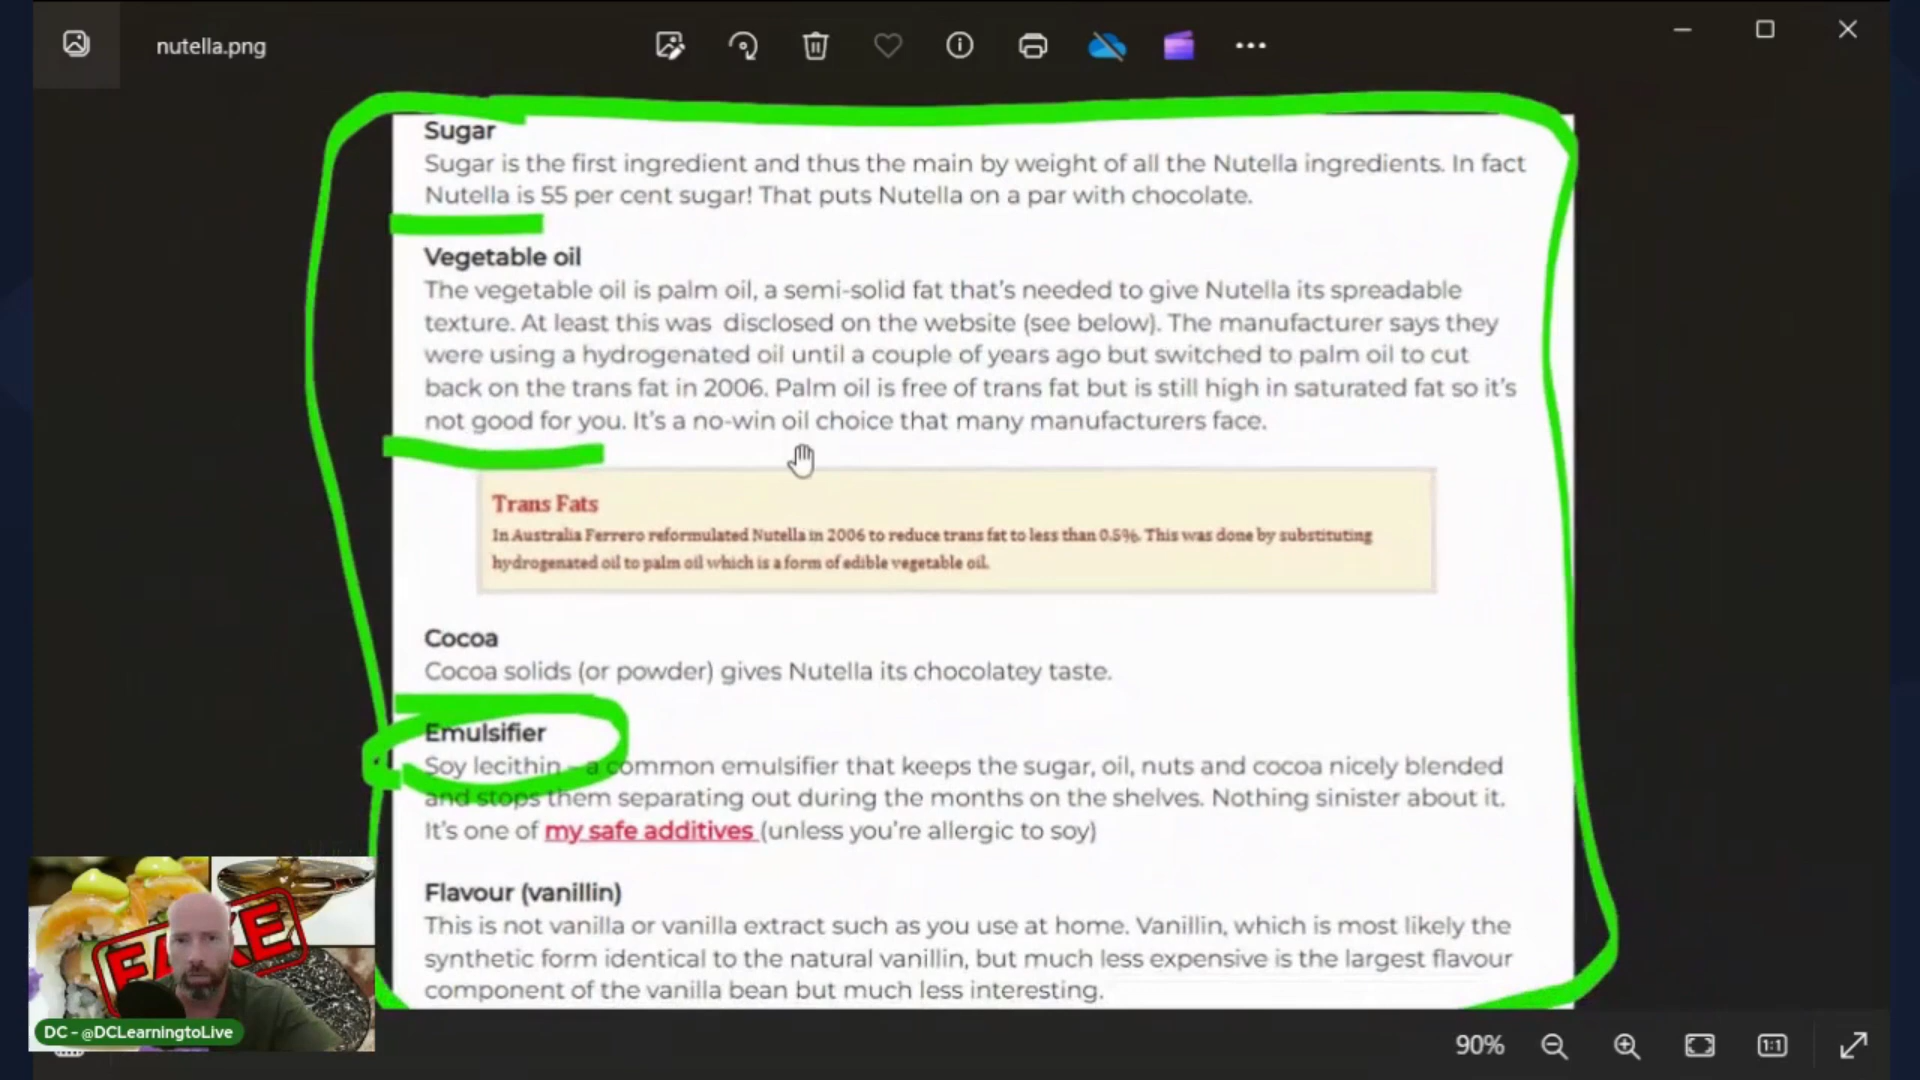 nutella.png
Sugar
Sugar is the first ingredient and thus the main by weight of all the Nutella ingredients. In fact
Nutella is 55 per cent sugar! That puts Nutella on a par with chocolate.
Vegetable oil
The vegetable oil is palm oil, a semi-solid fat that's needed to give Nutella its spreadable
texture. At least this was disclosed on the website (see below). The manufacturer says they
were using a hydrogenated oil until a couple of years ago but switched to palm oil to cut
back on the trans fat in 2006. Palm oil is free of trans fat but is still high in saturated fat so it's
not good for you. It's a no-win oil choice that many manufacturers face.
Trans Fats
In Australia Ferrero reformulated Nutella in 2006 to reduce trans fat to less than 0.5%. This was done by substituting
hydrogenated oil to palm oil which is a form of edible vegetable oil.
Cocoa
Cocoa solids (or powder) gives Nutella its chocolatey taste.
Emulsifier
Soy lecithin – a common emulsifier that keeps the sugar, oil, nuts and cocoa nicely blended
and stops them separating out during the months on the shelves. Nothing sinister about it.
It's one of my safe additives (unless you're allergic to soy)
Flavour (vanillin)
This is not vanilla or vanilla extract such as you use at home. Vanillin, which is most likely the
synthetic form identical to the natural vanillin, but much less expensive is the largest flavour
component of the vanilla bean but much less interesting.
FAKE
DC - @DCLearningtoLive
90%
1:1